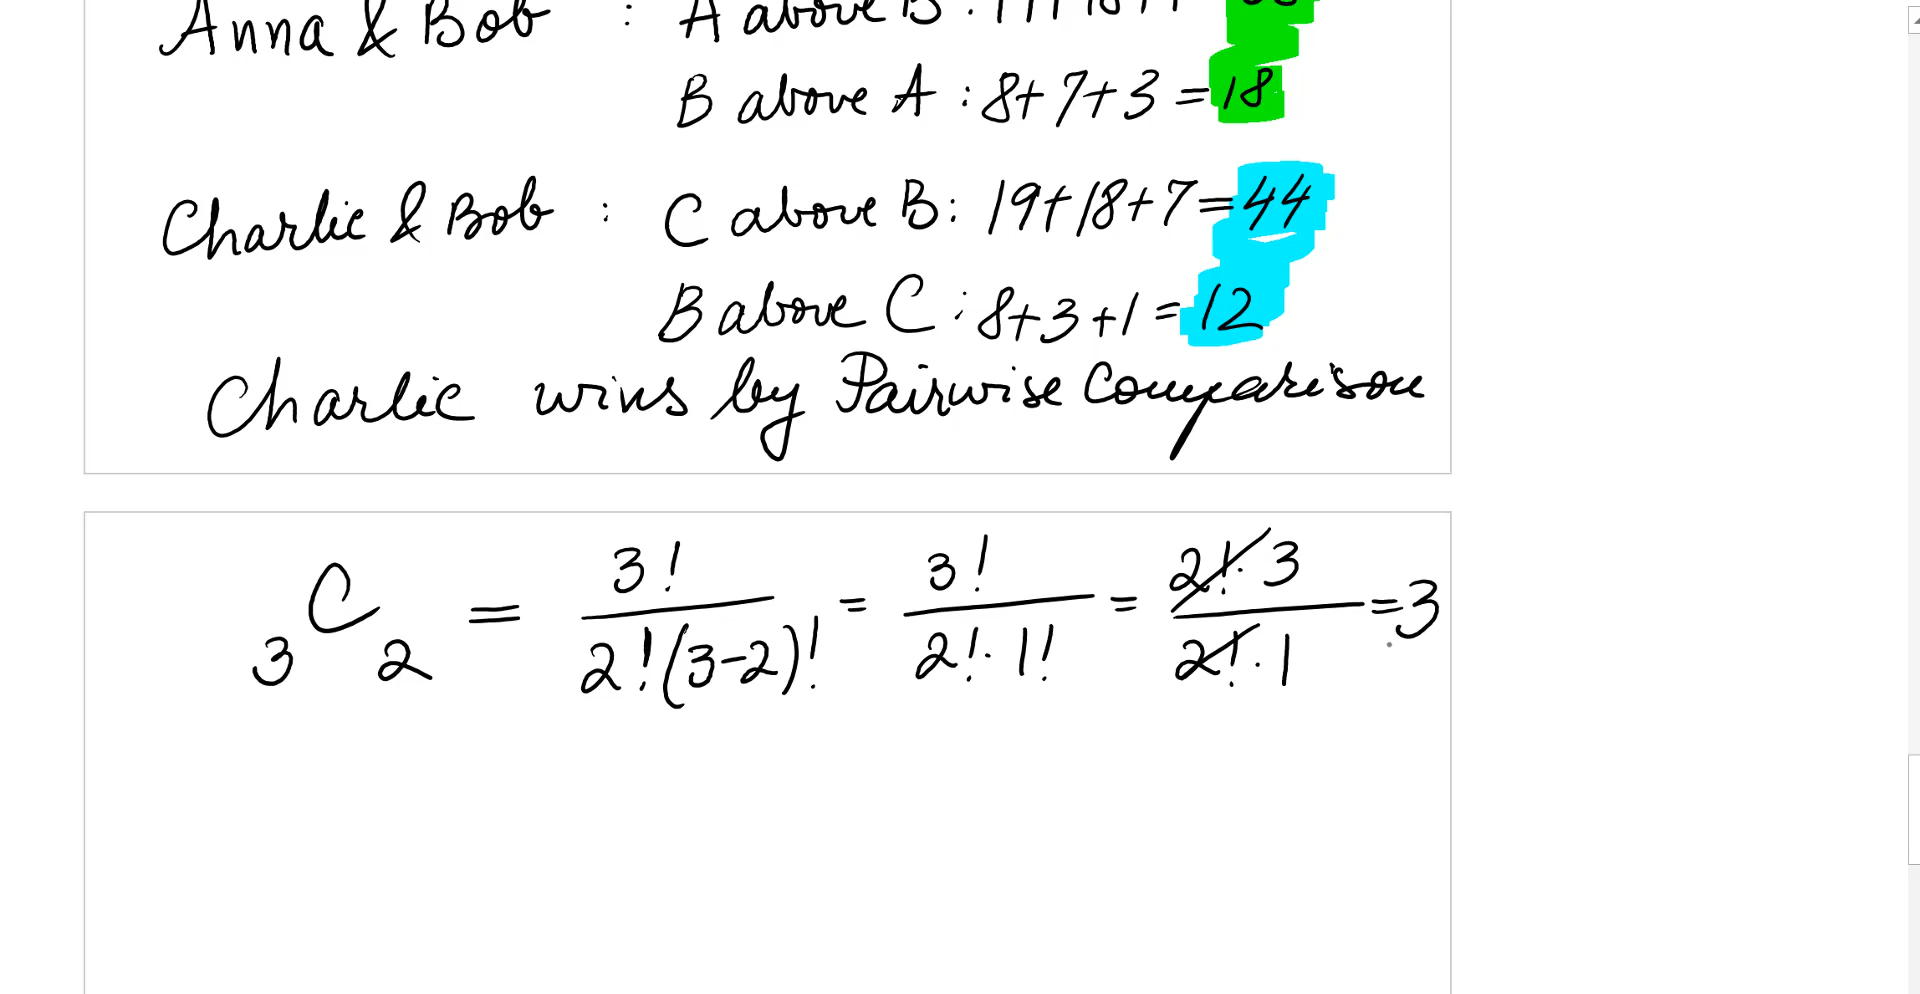 Anna & Bob : A above B :
B above A : 8+7+3 = 18
Charlie & Bob : C above B: 19+18+7=44
B above C : 8+3+1 = 12
Charlie wins by Pairwise Comparison
₃C₂ = 3!/(2!(3-2)!) = 3!/(2!·1!) = (2!·3)/(2!·1) =3